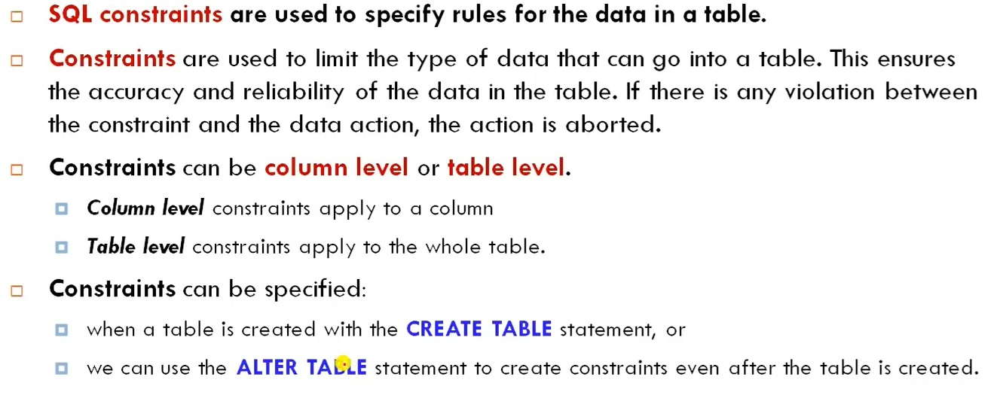 SQL constraints are used to specify rules for the data in a table.
Constraints are used to limit the type of data that can go into a table. This ensures
the accuracy and reliability of the data in the table. If there is any violation between
the constraint and the data action, the action is aborted.
Constraints can be column level or table level.
Column level constraints apply to a column
Table level constraints apply to the whole table.
Constraints can be specified:
when a table is created with the CREATE TABLE statement, or
we can use the ALTER TABLE statement to create constraints even after the table is created.